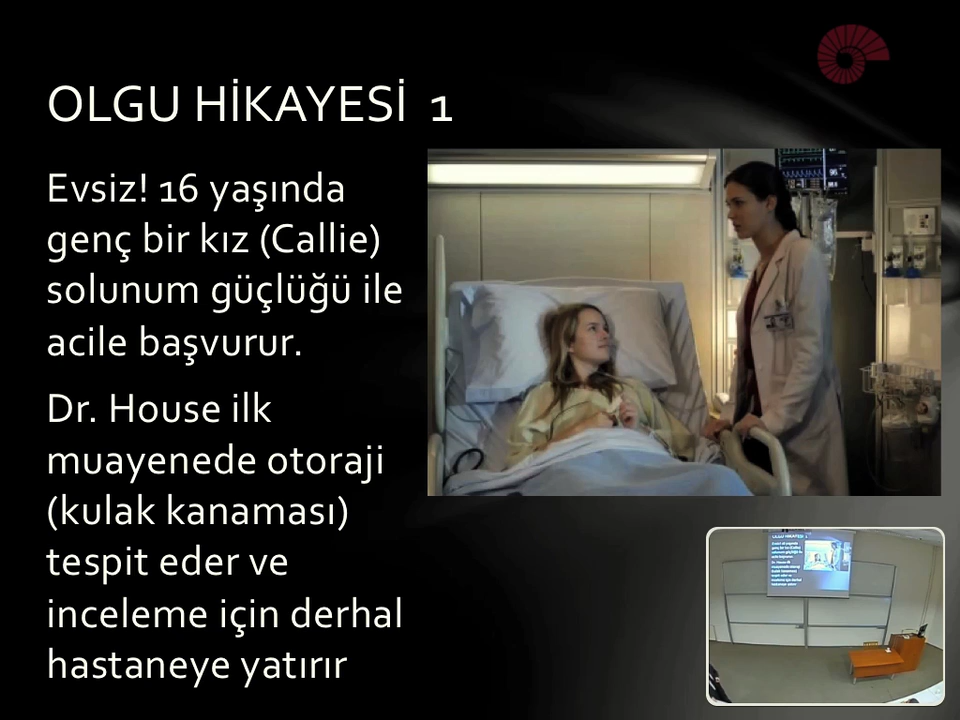 OLGU HİKAYESİ 1
Evsiz! 16 yaşında
genç bir kız (Callie)
solunum güçlüğü ile
acile başvurur.
Dr. House ilk
muayenede otoraji
(kulak kanaması)
tespit eder ve
inceleme için derhal
hastaneye yatırır